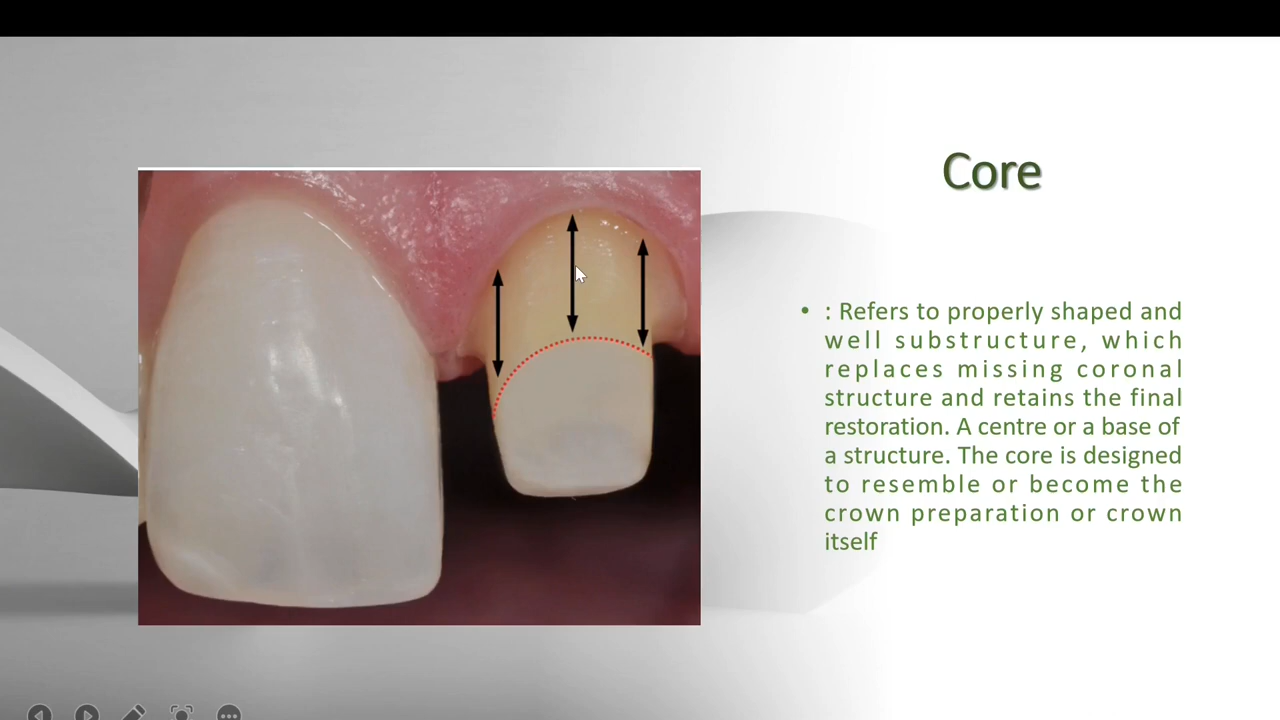 Core
• : Refers to properly shaped and
well substructure, which
replaces missing coronal
structure and retains the final
restoration. A centre or a base of
a structure. The core is designed
to resemble or become the
crown preparation or crown
itself